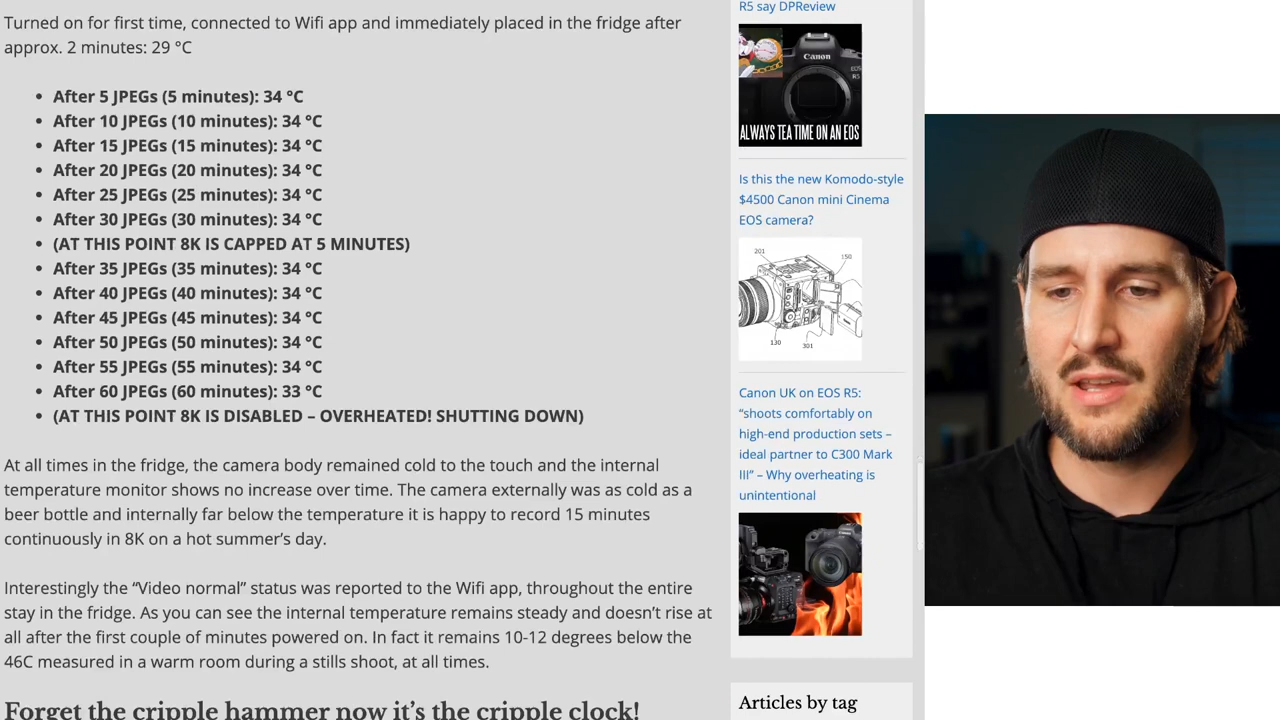 Turned on for first time, connected to Wifi app and immediately placed in the fridge after
approx. 2 minutes: 29 °C
• After 5 JPEGs (5 minutes): 34 °C
• After 10 JPEGs (10 minutes): 34 °C
• After 15 JPEGs (15 minutes): 34 °C
• After 20 JPEGs (20 minutes): 34 °C
• After 25 JPEGs (25 minutes): 34 °C
• After 30 JPEGs (30 minutes): 34 °C
• (AT THIS POINT 8K IS CAPPED AT 5 MINUTES)
• After 35 JPEGs (35 minutes): 34 °C
• After 40 JPEGs (40 minutes): 34 °C
• After 45 JPEGs (45 minutes): 34 °C
• After 50 JPEGs (50 minutes): 34 °C
• After 55 JPEGs (55 minutes): 34 °C
• After 60 JPEGs (60 minutes): 33 °C
• (AT THIS POINT 8K IS DISABLED – OVERHEATED! SHUTTING DOWN)
At all times in the fridge, the camera body remained cold to the touch and the internal
temperature monitor shows no increase over time. The camera externally was as cold as a
beer bottle and internally far below the temperature it is happy to record 15 minutes
continuously in 8K on a hot summer’s day.
Interestingly the “Video normal” status was reported to the Wifi app, throughout the entire
stay in the fridge. As you can see the internal temperature remains steady and doesn’t rise at
all after the first couple of minutes powered on. In fact it remains 10-12 degrees below the
46C measured in a warm room during a stills shoot, at all times.
Forget the cripple hammer now it’s the cripple clock!
R5 say DPReview
Canon
EOS
R5
ALWAYS TEA TIME ON AN EOS
Is this the new Komodo-style
$4500 Canon mini Cinema
EOS camera?
201
150
130
301
Canon UK on EOS R5:
“shoots comfortably on
high-end production sets –
ideal partner to C300 Mark
III” – Why overheating is
unintentional
Articles by tag